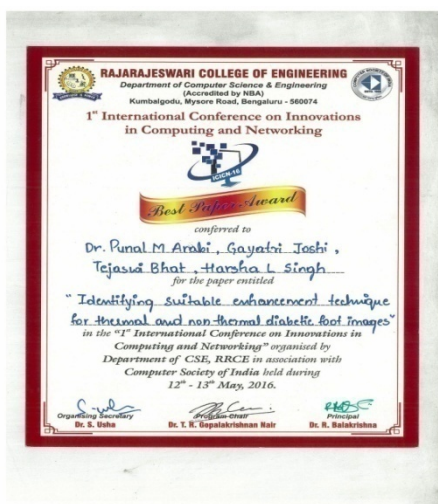 RAJARAJESWARI COLLEGE OF ENGINEERING
Department of Computer Science & Engineering
(Accredited by NBA)
Kumbalgodu, Mysore Road, Bengaluru - 560074
1st International Conference on Innovations
in Computing and Networking
ICICN-16
Best Paper Award
conferred to
Dr. Punal M Arabi, Gayatri Joshi,
Tejaswi Bhat, Harsha L Singh
for the paper entitled
"Identifying suitable enhancement technique
for thermal and non thermal diabetic foot images"
in the "1st International Conference on Innovations in
Computing and Networking" organised by
Department of CSE, RRCE in association with
Computer Society of India held during
12th - 13th May, 2016.
Organising Secretary Program Chair Principal
Dr. S. Usha Dr. T. R. Gopalakrishnan Nair Dr. R. Balakrishna